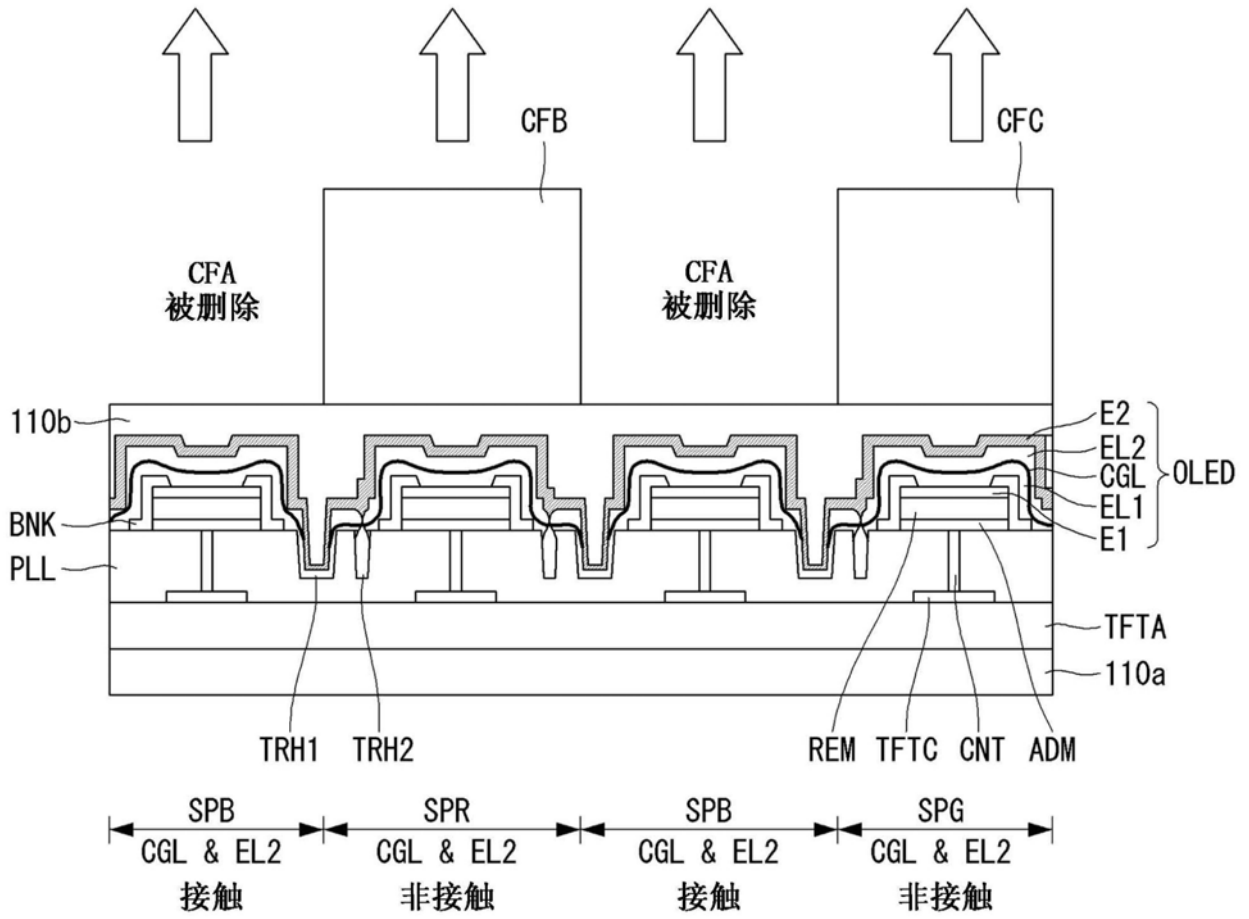 CFB
CFC
CFA
被删除
CFA
被删除
110b
E2
EL2
CGL
OLED
EL1
E1
BNK
PLL
TFTA
110a
TRH1
TRH2
REM
TFTC
CNT
ADM
SPB
SPR
SPB
SPG
CGL & EL2
CGL & EL2
CGL & EL2
CGL & EL2
接触
非接触
接触
非接触